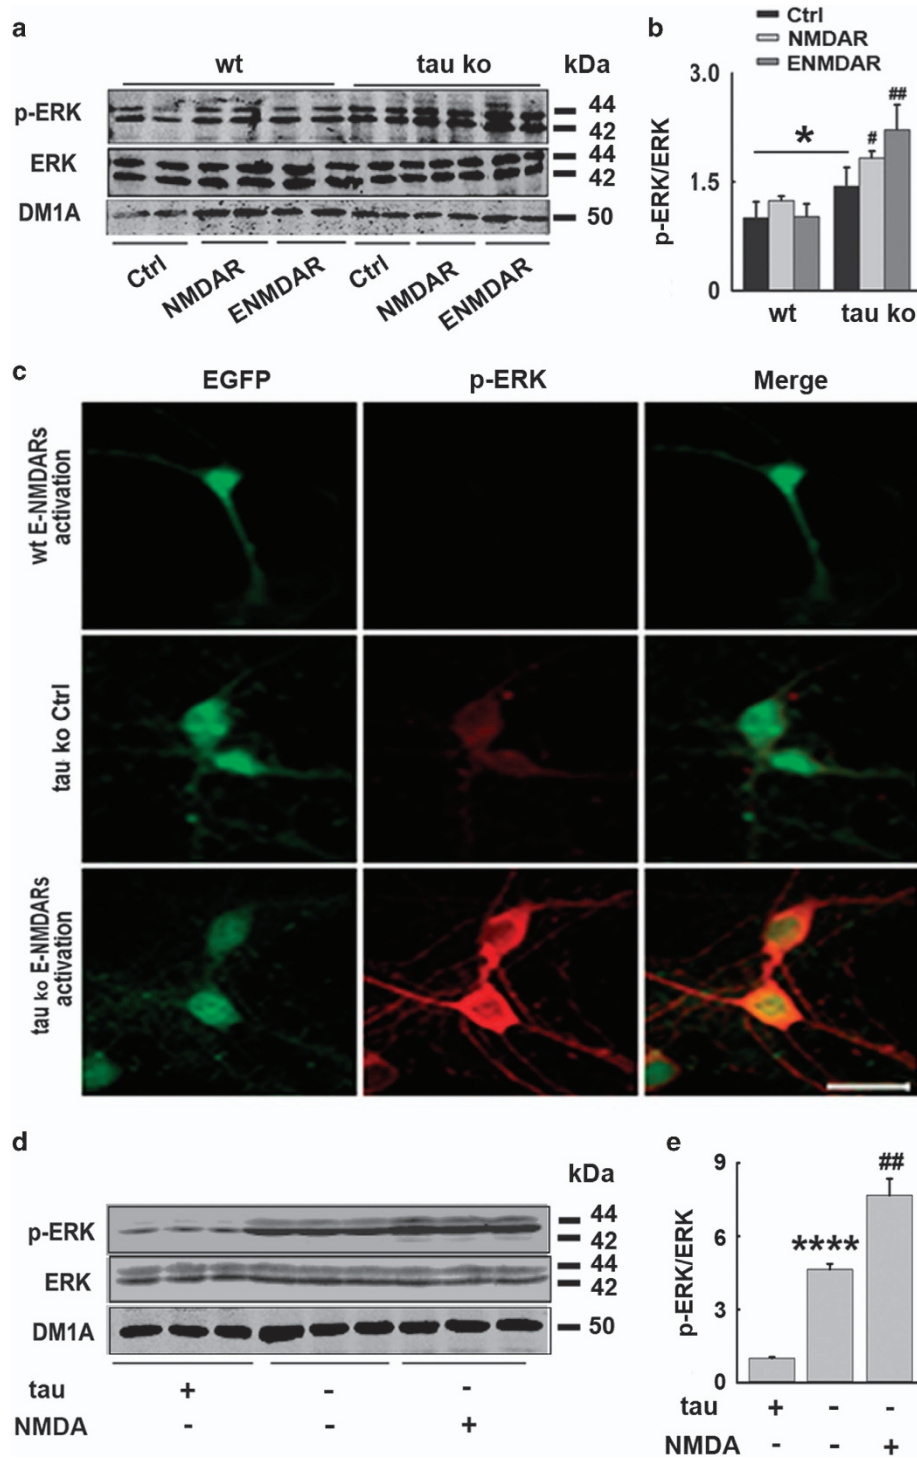 a
wt
tau ko
kDa
p-ERK
44
42
ERK
44
42
DM1A
50
Ctrl
NMDAR
ENMDAR
Ctrl
NMDAR
ENMDAR
b
Ctrl
NMDAR
ENMDAR
p-ERK/ERK
3.0
1.5
0
*
#
##
wt
tau ko
c
EGFP
p-ERK
Merge
wt E-NMDARs
activation
tau ko Ctrl
tau ko E-NMDARs
activation
d
kDa
p-ERK
44
42
ERK
44
42
DM1A
50
tau + - -
NMDA - - +
e
p-ERK/ERK
9
6
3
0
****
##
tau + - -
NMDA - - +